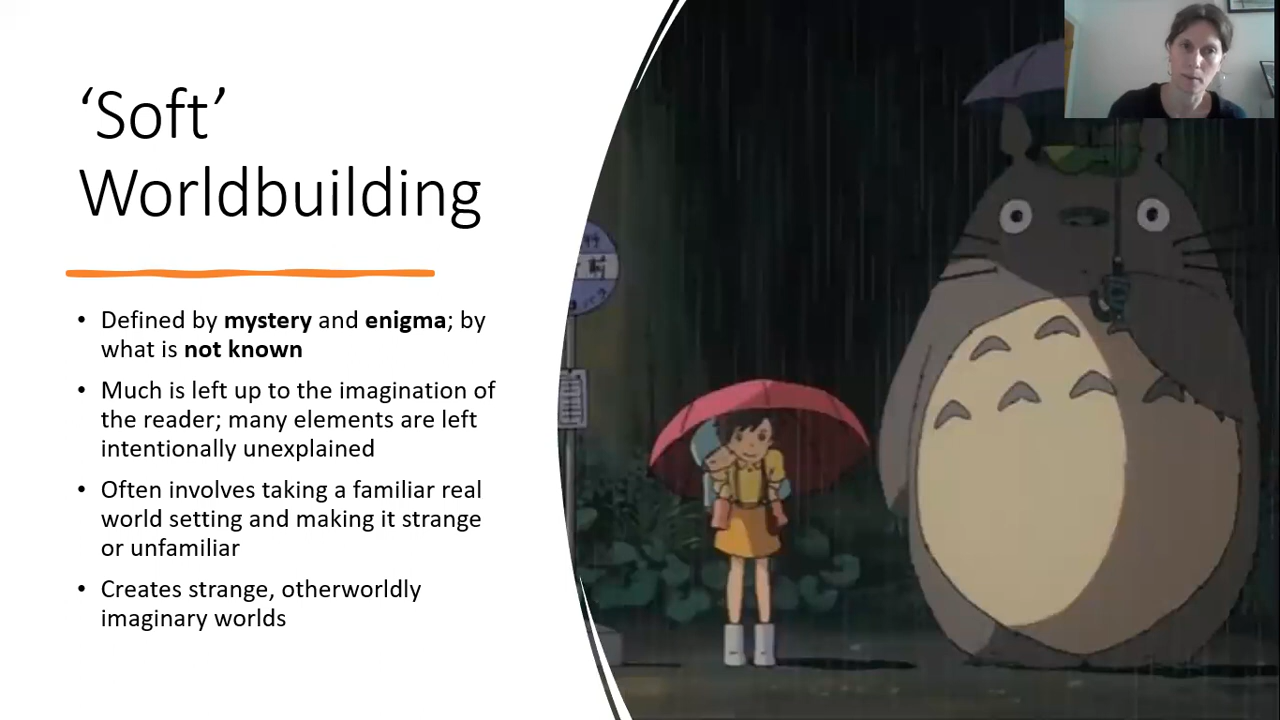 ‘Soft’
Worldbuilding
• Defined by mystery and enigma; by
what is not known
• Much is left up to the imagination of
the reader; many elements are left
intentionally unexplained
• Often involves taking a familiar real
world setting and making it strange
or unfamiliar
• Creates strange, otherworldly
imaginary worlds
前